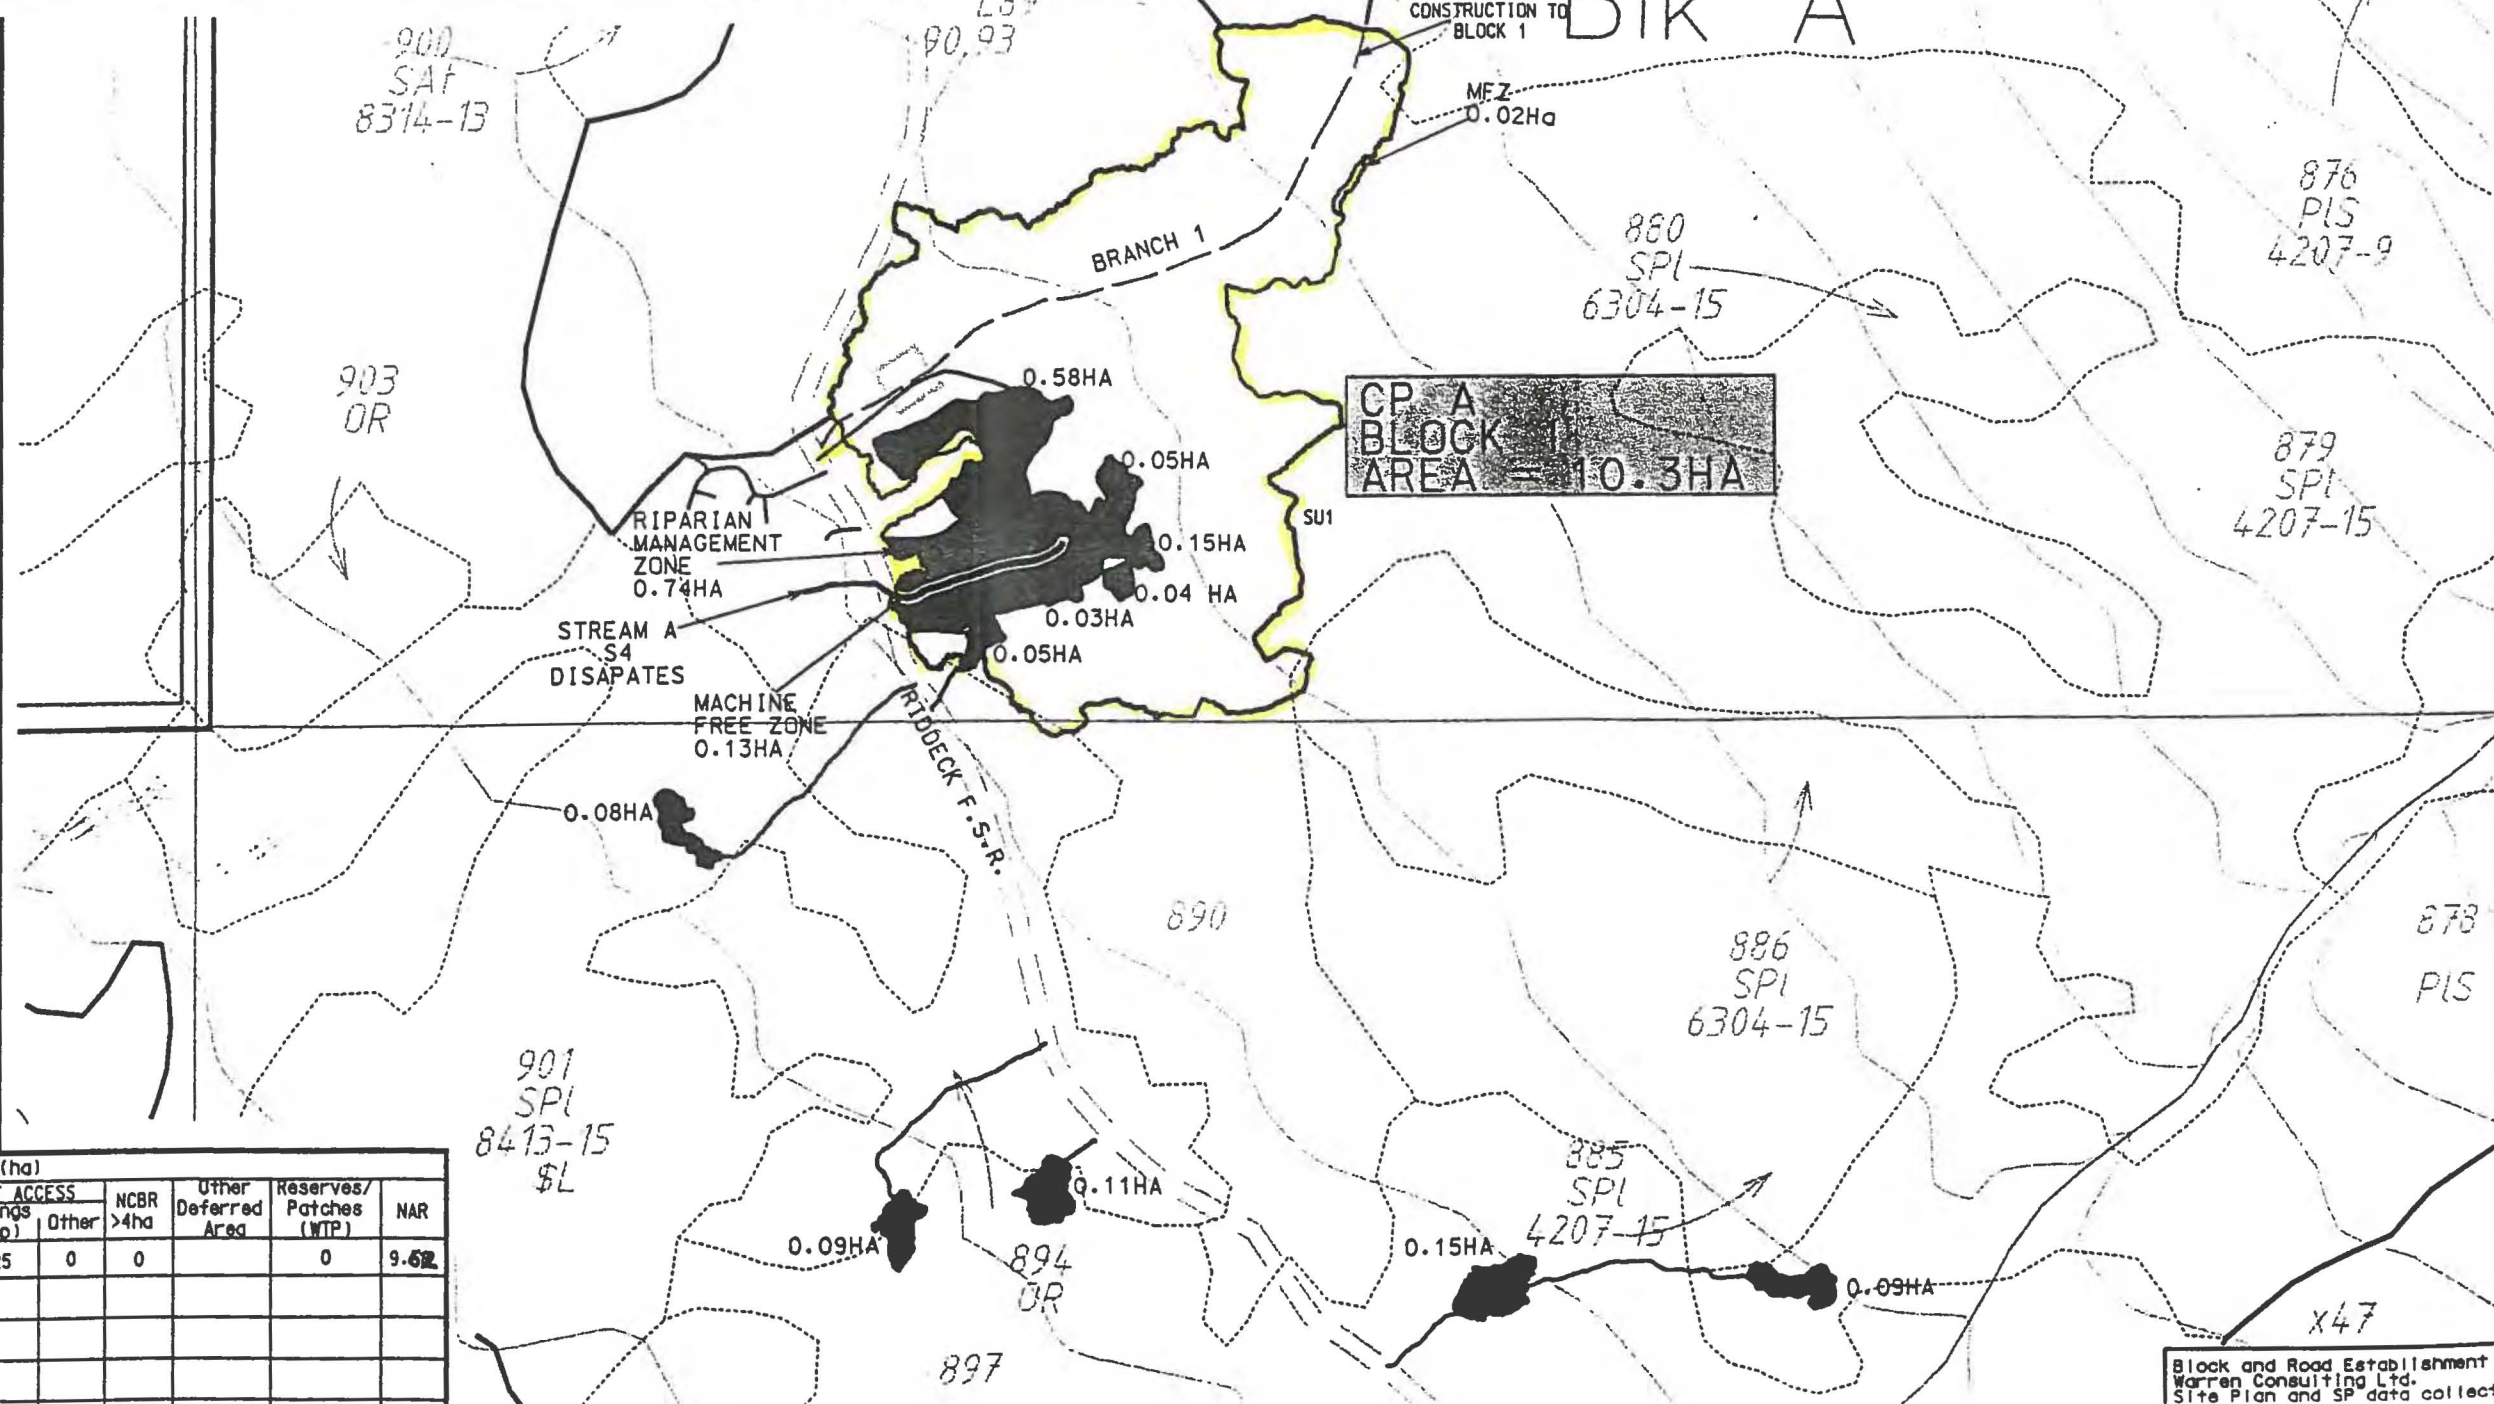 CONSTRUCTION TO
BLOCK 1
Blk A
90.93
900
SAt
8314-13
MFZ
0.02Ha
876
PlS
4207-9
880
SPl
6304-15
BRANCH 1
903
OR
0.58HA
CP A
BLOCK 1
AREA = 10.3HA
879
SPl
4207-15
0.05HA
SU1
RIPARIAN
MANAGEMENT
ZONE
0.74HA
0.15HA
0.04 HA
0.03HA
0.05HA
STREAM A
S4
DISAPATES
MACHINE
FREE ZONE
0.13HA
RIDDECK F.S.R.
0.08HA
890
886
SPl
6304-15
878
PlS
901
SPl
8413-15
$L
885
SPl
4207-15
0.11HA
0.09HA
894
OR
0.15HA
0.09HA
897
X47
(ha)
ACCESS
Other
NCBR
>4ha
Other
Deferred
Area
Reserves/
Patches
(WTP)
NAR
0
0
0
Block and Road Establishment
Warren Consulting Ltd.
Site Plan and SP data collect